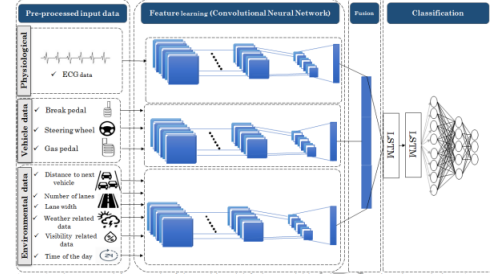 Pre-processed input data
Feature learning (Convolutional Neural Network)
Fusion
Classification
Physiological
✓ ECG data
Vehicle data
✓ Break pedal
✓ Steering wheel
✓ Gas pedal
Environmental data
✓ Distance to next
vehicle
✓ Number of lanes
✓ Lane width
✓ Weather related
data
✓ Visibility related
data
✓ Time of the day
24
LSTM
LSTM